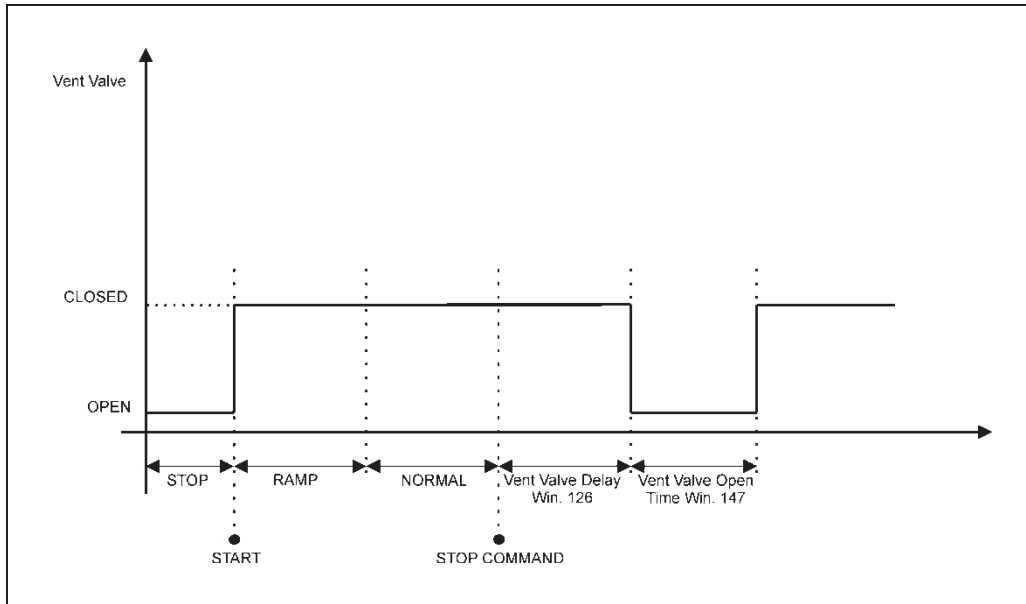 Vent Valve
CLOSED
OPEN
STOP
RAMP
NORMAL
Vent Valve Delay
Win. 126
Vent Valve Open
Time Win. 147
START
STOP COMMAND